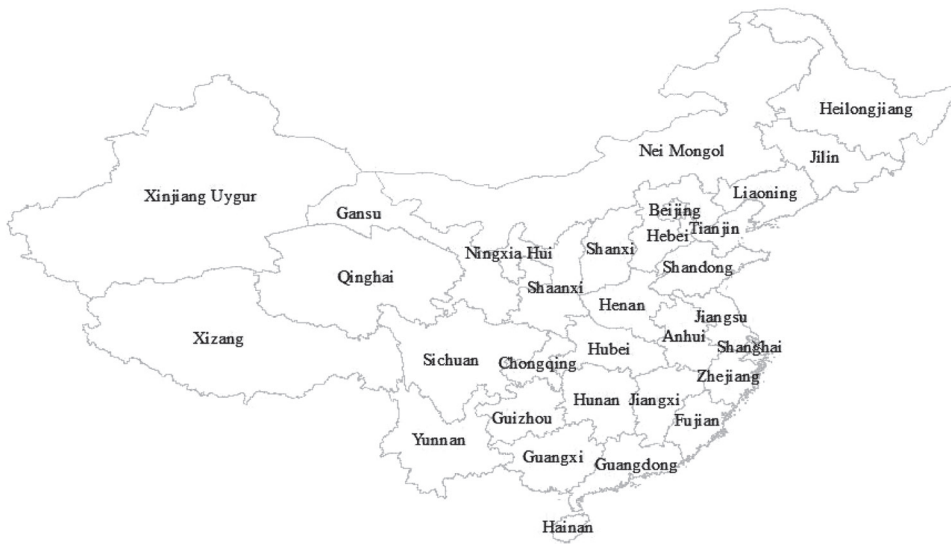 Heilongjiang
Nei Mongol
Jilin
Xinjiang Uygur
Liaoning
Gansu
Beijing
Tianjin
Hebei
Ningxia Hui
Shanxi
Shandong
Qinghai
Shaanxi
Henan
Jiangsu
Xizang
Anhui
Shanghai
Hubei
Sichuan
Chongqing
Zhejiang
Hunan
Jiangxi
Guizhou
Fujian
Yunnan
Guangxi
Guangdong
Hainan